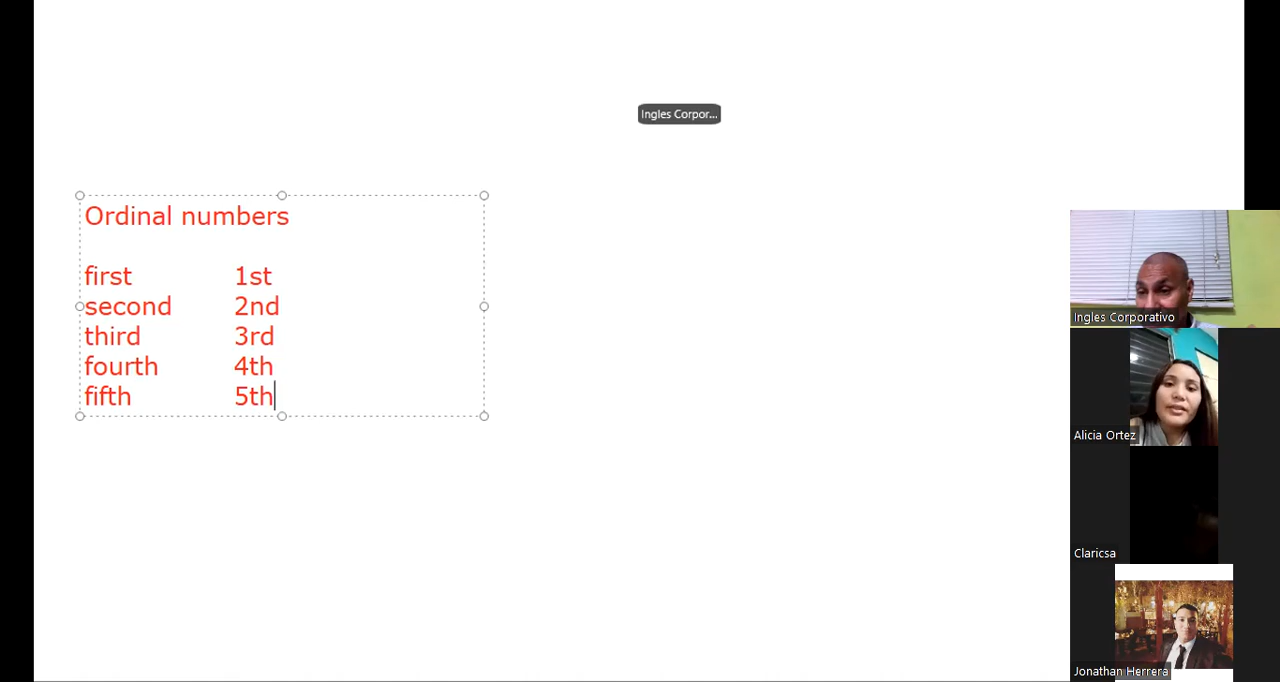 Ingles Corpor...
Ordinal numbers
first 1st
second 2nd
third 3rd
fourth 4th
fifth 5th
Ingles Corporativo
Alicia Ortez
Claricsa
Jonathan Herrera